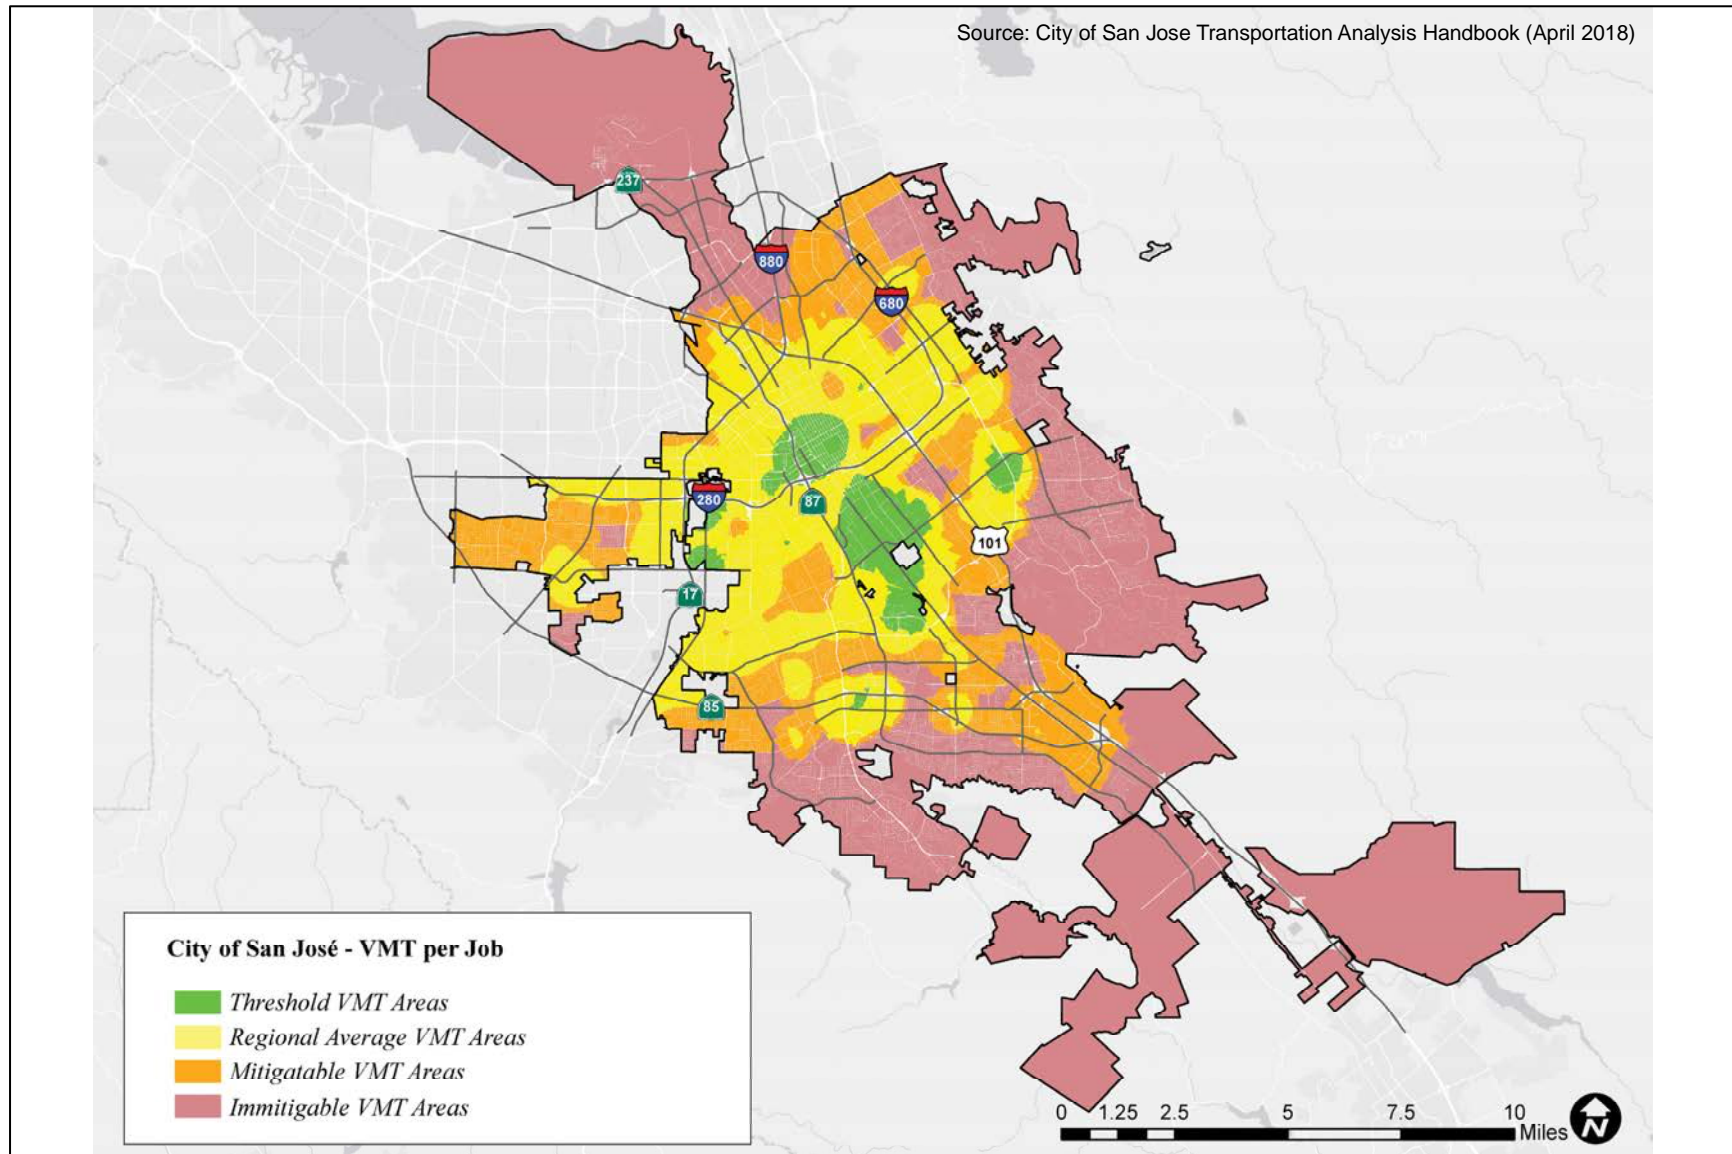 Source: City of San Jose Transportation Analysis Handbook (April 2018)
237
880
680
280
87
101
17
85
City of San José - VMT per Job
Threshold VMT Areas
Regional Average VMT Areas
Mitigatable VMT Areas
Immitigable VMT Areas
0 1.25 2.5 5 7.5 10
Miles
N